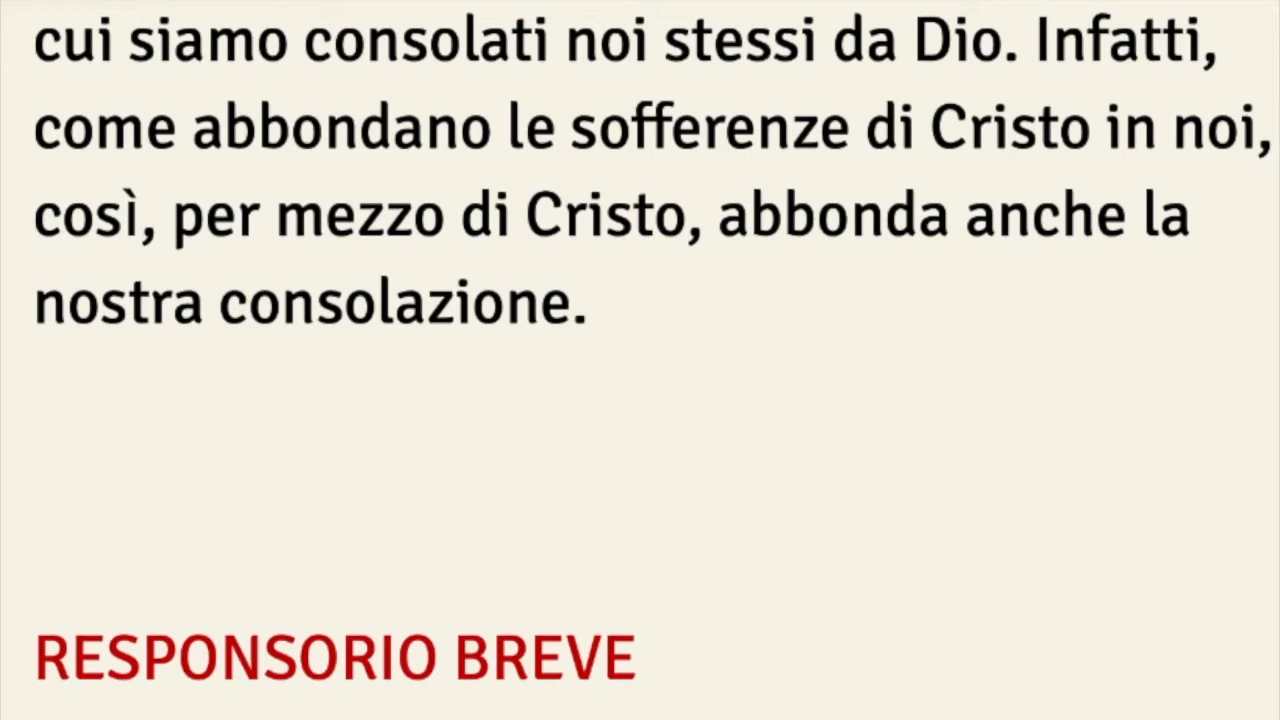 cui siamo consolati noi stessi da Dio. Infatti,
come abbondano le sofferenze di Cristo in noi,
così, per mezzo di Cristo, abbonda anche la
nostra consolazione.
RESPONSORIO BREVE